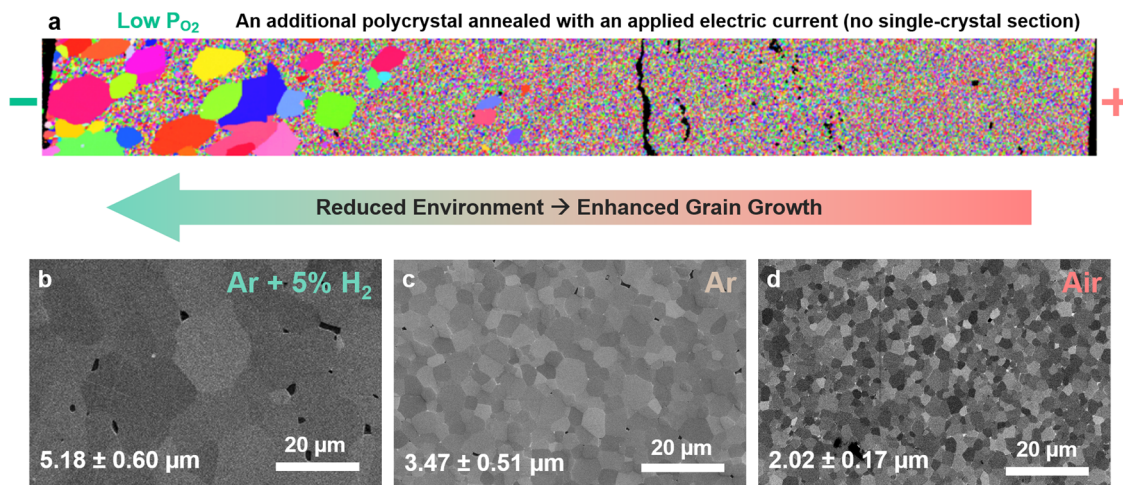 a Low PO2 An additional polycrystal annealed with an applied electric current (no single-crystal section)
− +
Reduced Environment → Enhanced Grain Growth
b Ar + 5% H2
20 µm
5.18 ± 0.60 µm
c Ar
20 µm
3.47 ± 0.51 µm
d Air
20 µm
2.02 ± 0.17 µm